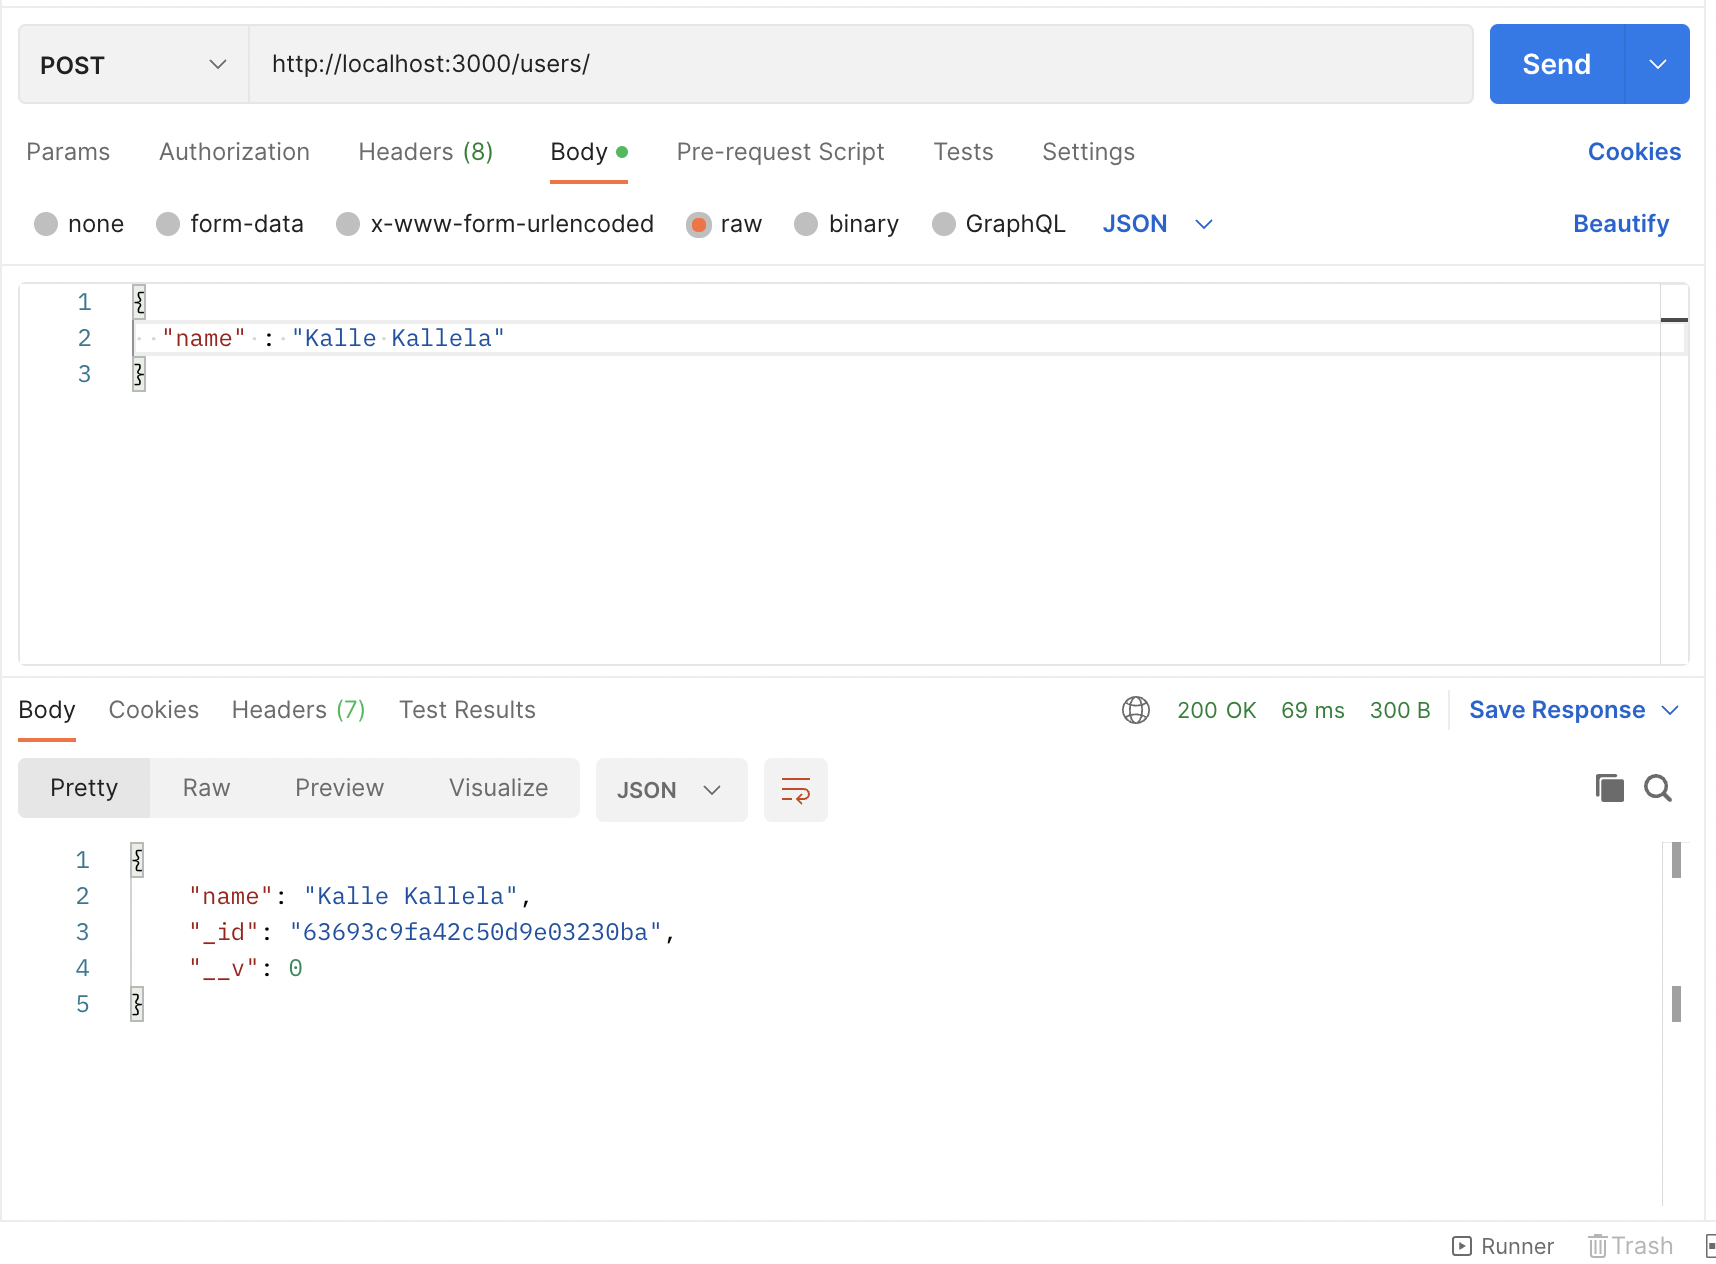 POST http://localhost:3000/users/ Send
Params Authorization Headers (8) Body Pre-request Script Tests Settings Cookies
none form-data x-www-form-urlencoded raw binary GraphQL JSON Beautify
1 {
2 "name" : "Kalle Kallela"
3 }
Body Cookies Headers (7) Test Results 200 OK 69 ms 300 B Save Response
Pretty Raw Preview Visualize JSON
1 {
2 "name": "Kalle Kallela",
3 "_id": "63693c9fa42c50d9e03230ba",
4 "__v": 0
5 }
Runner Trash